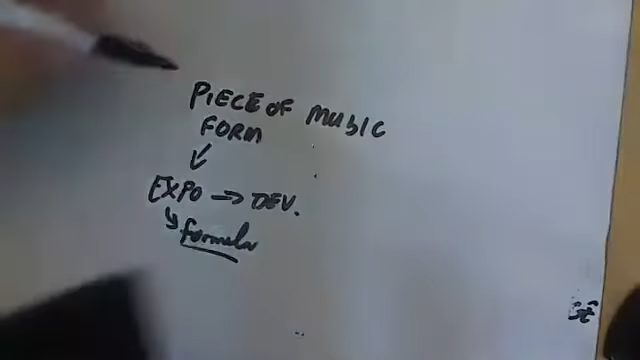 PIECE OF MUSIC
FORM
EXPO → DEV.
formula